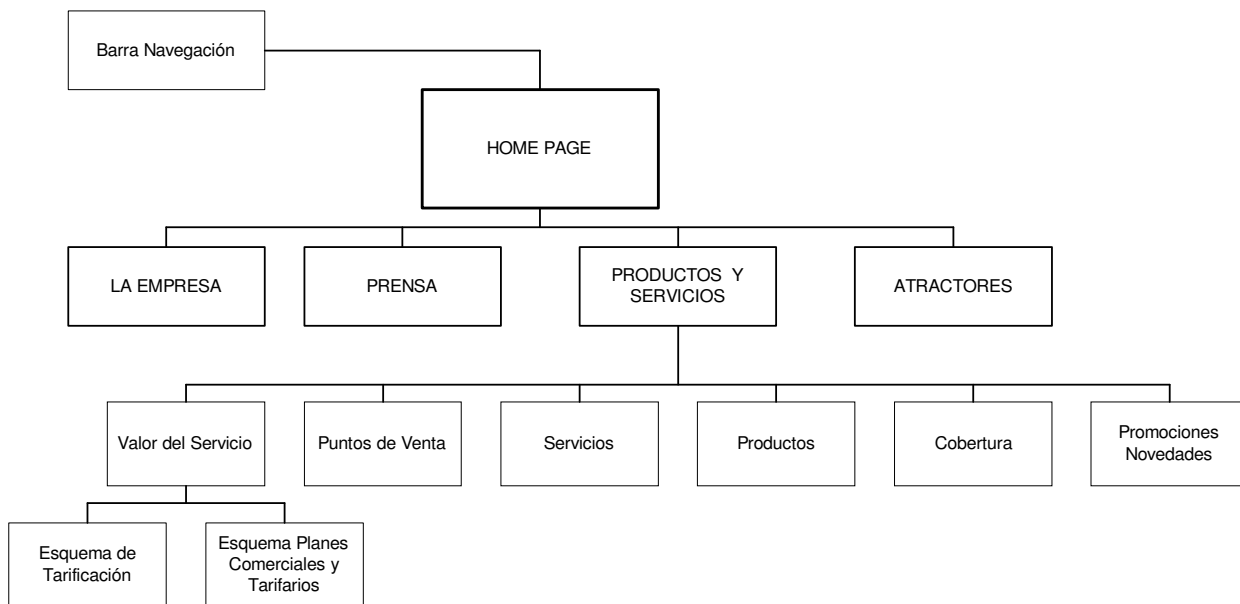 Barra Navegación
HOME PAGE
LA EMPRESA
PRENSA
PRODUCTOS Y
SERVICIOS
ATRACTORES
Valor del Servicio
Puntos de Venta
Servicios
Productos
Cobertura
Promociones
Novedades
Esquema de
Tarificación
Esquema Planes
Comerciales y
Tarifarios